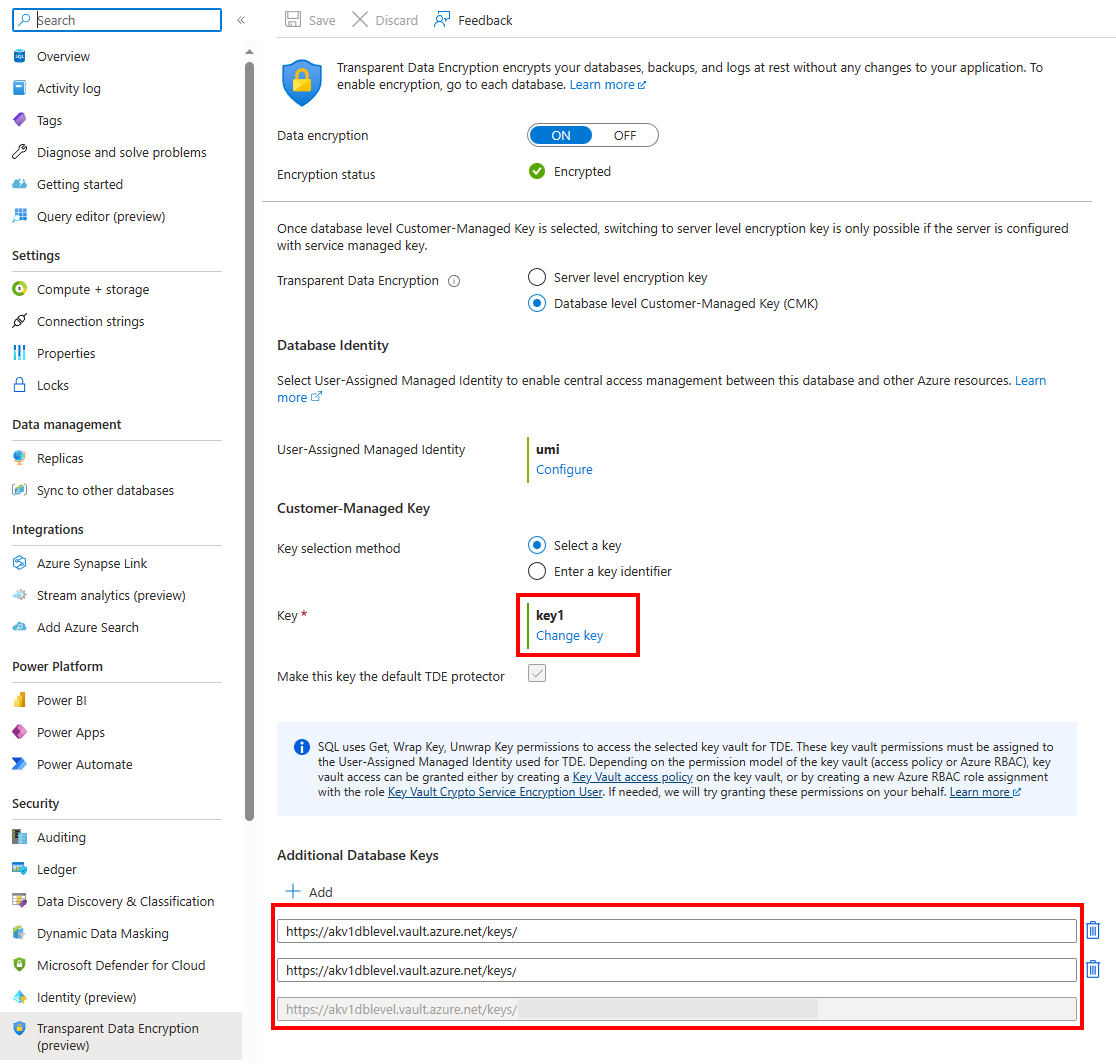 Search
«
Overview
Activity log
Tags
Diagnose and solve problems
Getting started
Query editor (preview)
Settings
Compute + storage
Connection strings
Properties
Locks
Data management
Replicas
Sync to other databases
Integrations
Azure Synapse Link
Stream analytics (preview)
Add Azure Search
Power Platform
Power BI
Power Apps
Power Automate
Security
Auditing
Ledger
Data Discovery & Classification
Dynamic Data Masking
Microsoft Defender for Cloud
Identity (preview)
Transparent Data Encryption
(preview)
Save Discard Feedback
Transparent Data Encryption encrypts your databases, backups, and logs at rest without any changes to your application. To
enable encryption, go to each database. Learn more
Data encryption ON OFF
Encryption status Encrypted
Once database level Customer-Managed Key is selected, switching to server level encryption key is only possible if the server is configured
with service managed key.
Transparent Data Encryption Server level encryption key
Database level Customer-Managed Key (CMK)
Database Identity
Select User-Assigned Managed Identity to enable central access management between this database and other Azure resources. Learn
more
User-Assigned Managed Identity umi
Configure
Customer-Managed Key
Key selection method Select a key
Enter a key identifier
Key * key1
Change key
Make this key the default TDE protector
SQL uses Get, Wrap Key, Unwrap Key permissions to access the selected key vault for TDE. These key vault permissions must be assigned to
the User-Assigned Managed Identity used for TDE. Depending on the permission model of the key vault (access policy or Azure RBAC), key
vault access can be granted either by creating a Key Vault access policy on the key vault, or by creating a new Azure RBAC role assignment
with the role Key Vault Crypto Service Encryption User. If needed, we will try granting these permissions on your behalf. Learn more
Additional Database Keys
Add
https://akv1dblevel.vault.azure.net/keys/
https://akv1dblevel.vault.azure.net/keys/
https://akv1dblevel.vault.azure.net/keys/